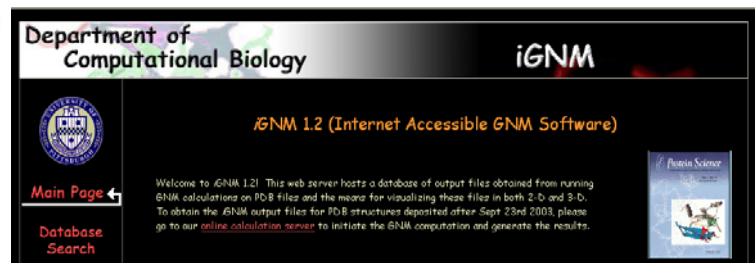 Department of
Computational Biology
iGNM
iGNM 1.2 (Internet Accessible GNM Software)
UNIVERSITY OF
PITTSBURGH
Protein Science
Main Page
Welcome to iGNM 1.2! This web server hosts a database of output files obtained from running
GNM calculations on PDB files and the means for visualizing these files in both 2-D and 3-D.
To obtain the iGNM output files for PDB structures deposited after Sept 23rd 2003, please
go to our online calculation server to initiate the GNM computation and generate the results.
Database
Search